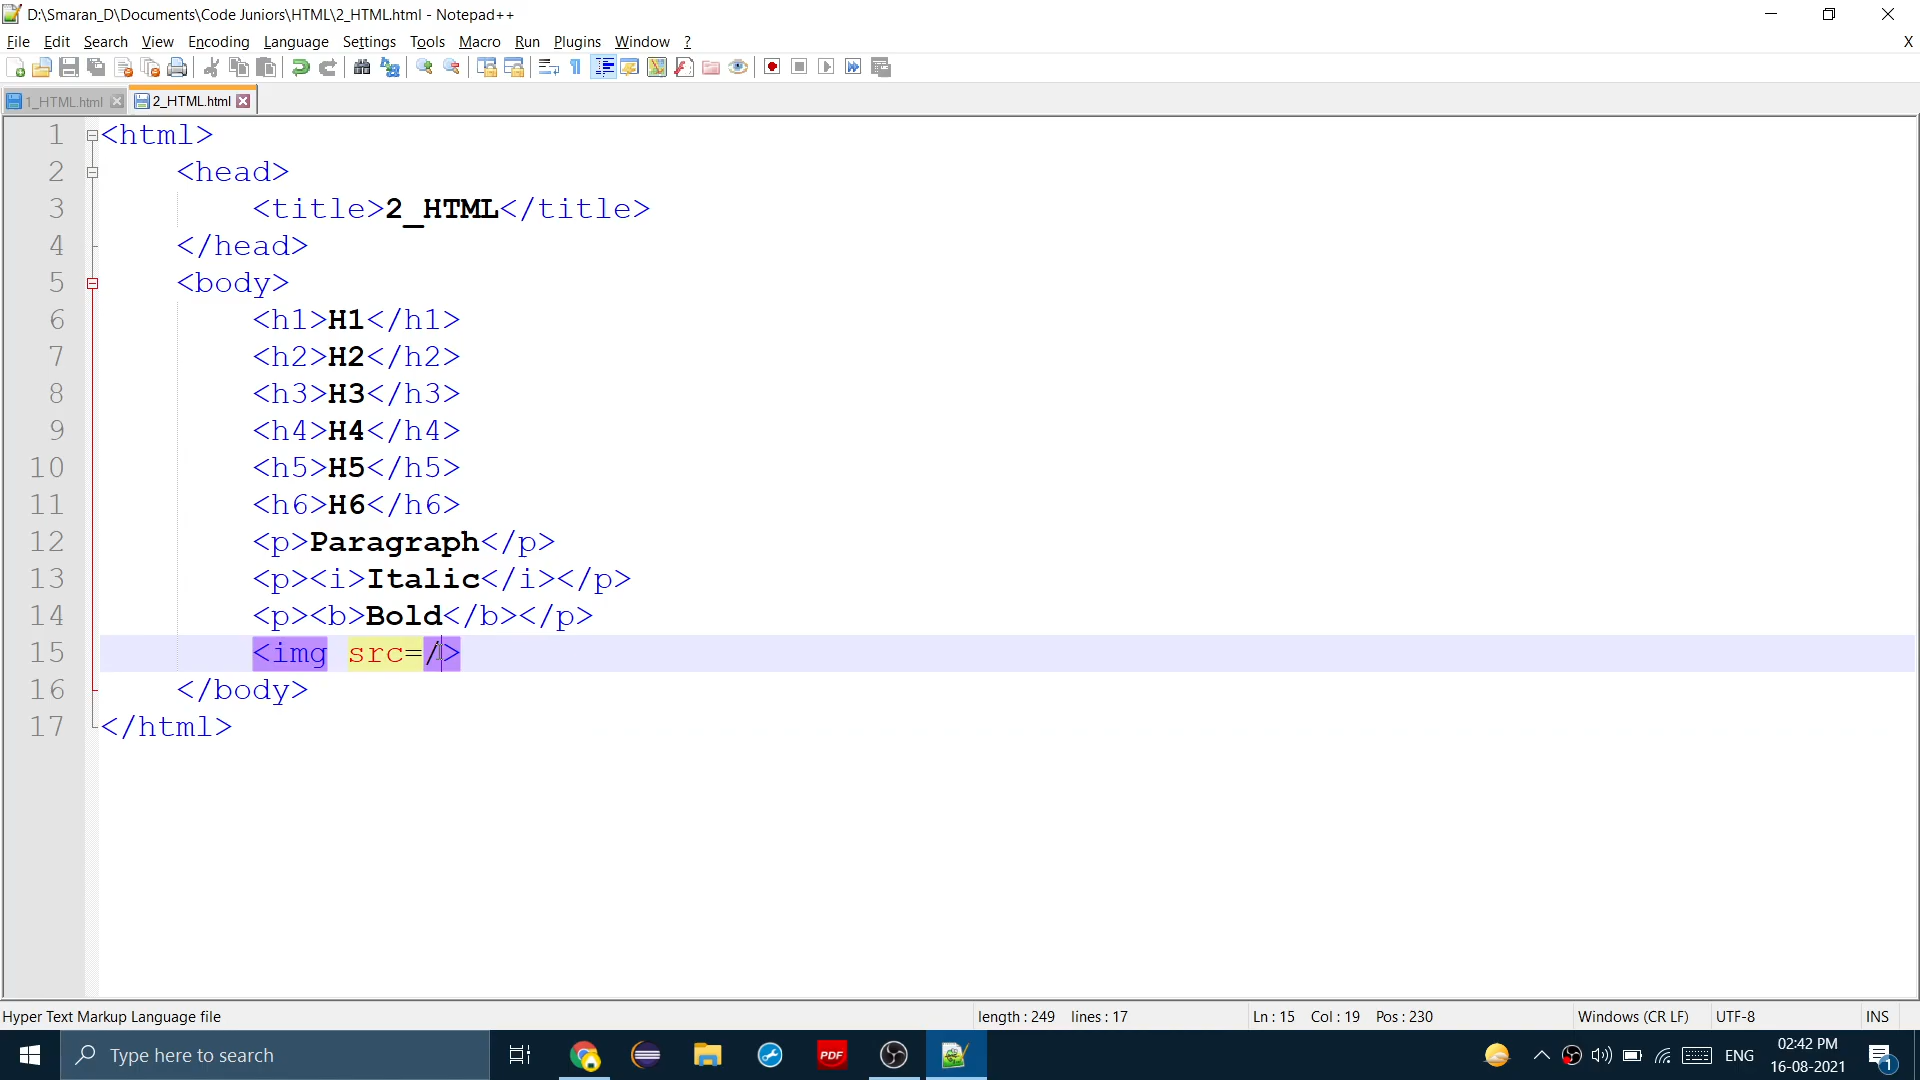 D:\Smaran_D\Documents\Code Juniors\HTML\2_HTML.html - Notepad++
File Edit Search View Encoding Language Settings Tools Macro Run Plugins Window ? X
1_HTML.html 2_HTML.html
1 <html>
2 <head>
3 <title>2_HTML</title>
4 </head>
5 <body>
6 <h1>H1</h1>
7 <h2>H2</h2>
8 <h3>H3</h3>
9 <h4>H4</h4>
10 <h5>H5</h5>
11 <h6>H6</h6>
12 <p>Paragraph</p>
13 <p><i>Italic</i></p>
14 <p><b>Bold</b></p>
15 <img src=/>
16 </body>
17 </html>
Hyper Text Markup Language file length : 249 lines : 17 Ln : 15 Col : 19 Pos : 230 Windows (CR LF) UTF-8 INS
Type here to search PDF ENG 02:42 PM
16-08-2021 1